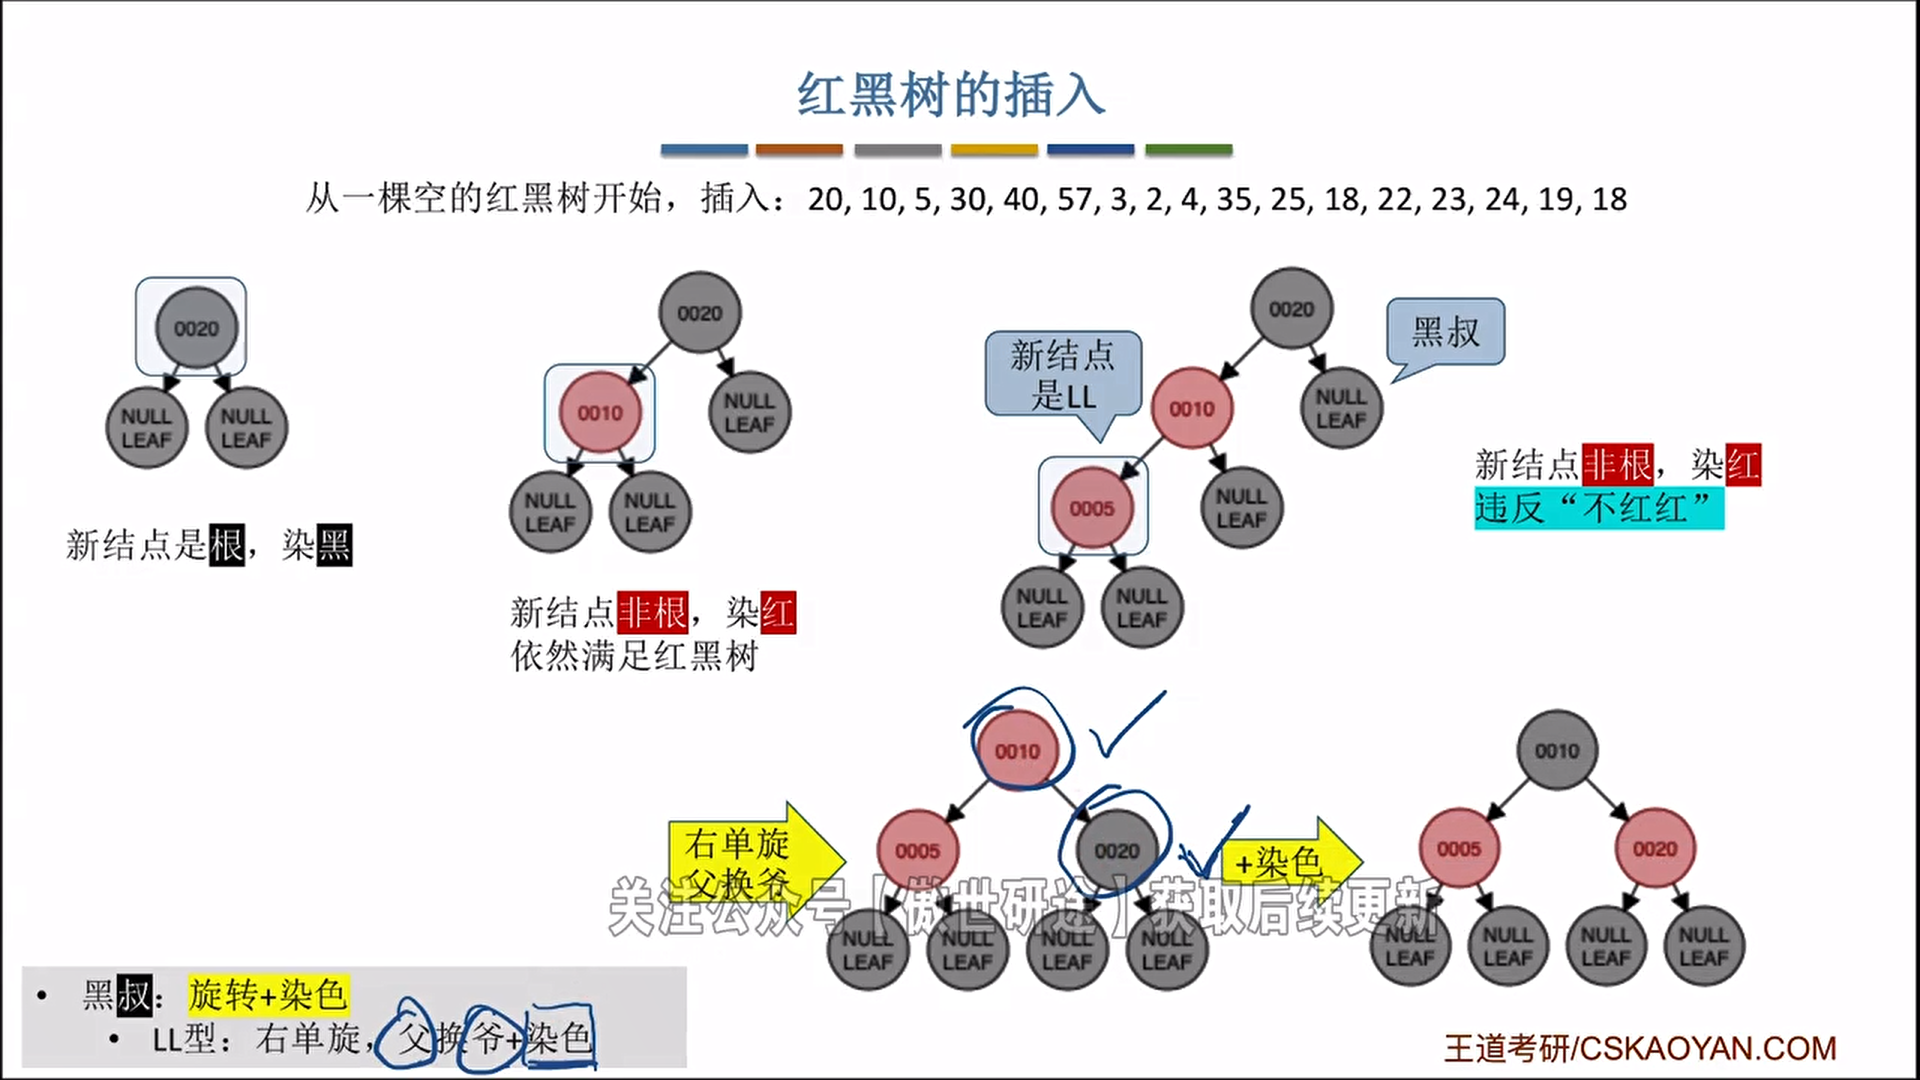 红黑树的插入
从一棵空的红黑树开始，插入：20, 10, 5, 30, 40, 57, 3, 2, 4, 35, 25, 18, 22, 23, 24, 19, 18
0020
NULL LEAF
NULL LEAF
新结点是根，染黑
0020
0010
NULL LEAF
NULL LEAF
NULL LEAF
新结点非根，染红
依然满足红黑树
0020
黑叔
新结点
是LL
0010
NULL LEAF
0005
NULL LEAF
NULL LEAF
NULL LEAF
新结点非根，染红
违反“不红红”
右单旋
父换爷
0010
0005
0020
NULL LEAF
NULL LEAF
NULL LEAF
NULL LEAF
+染色
0010
0005
0020
NULL LEAF
NULL LEAF
NULL LEAF
NULL LEAF
关注公众号【傲世研途】获取后续更新
• 黑叔：旋转+染色
• LL型：右单旋，父换爷+染色
王道考研/CSKAOYAN.COM